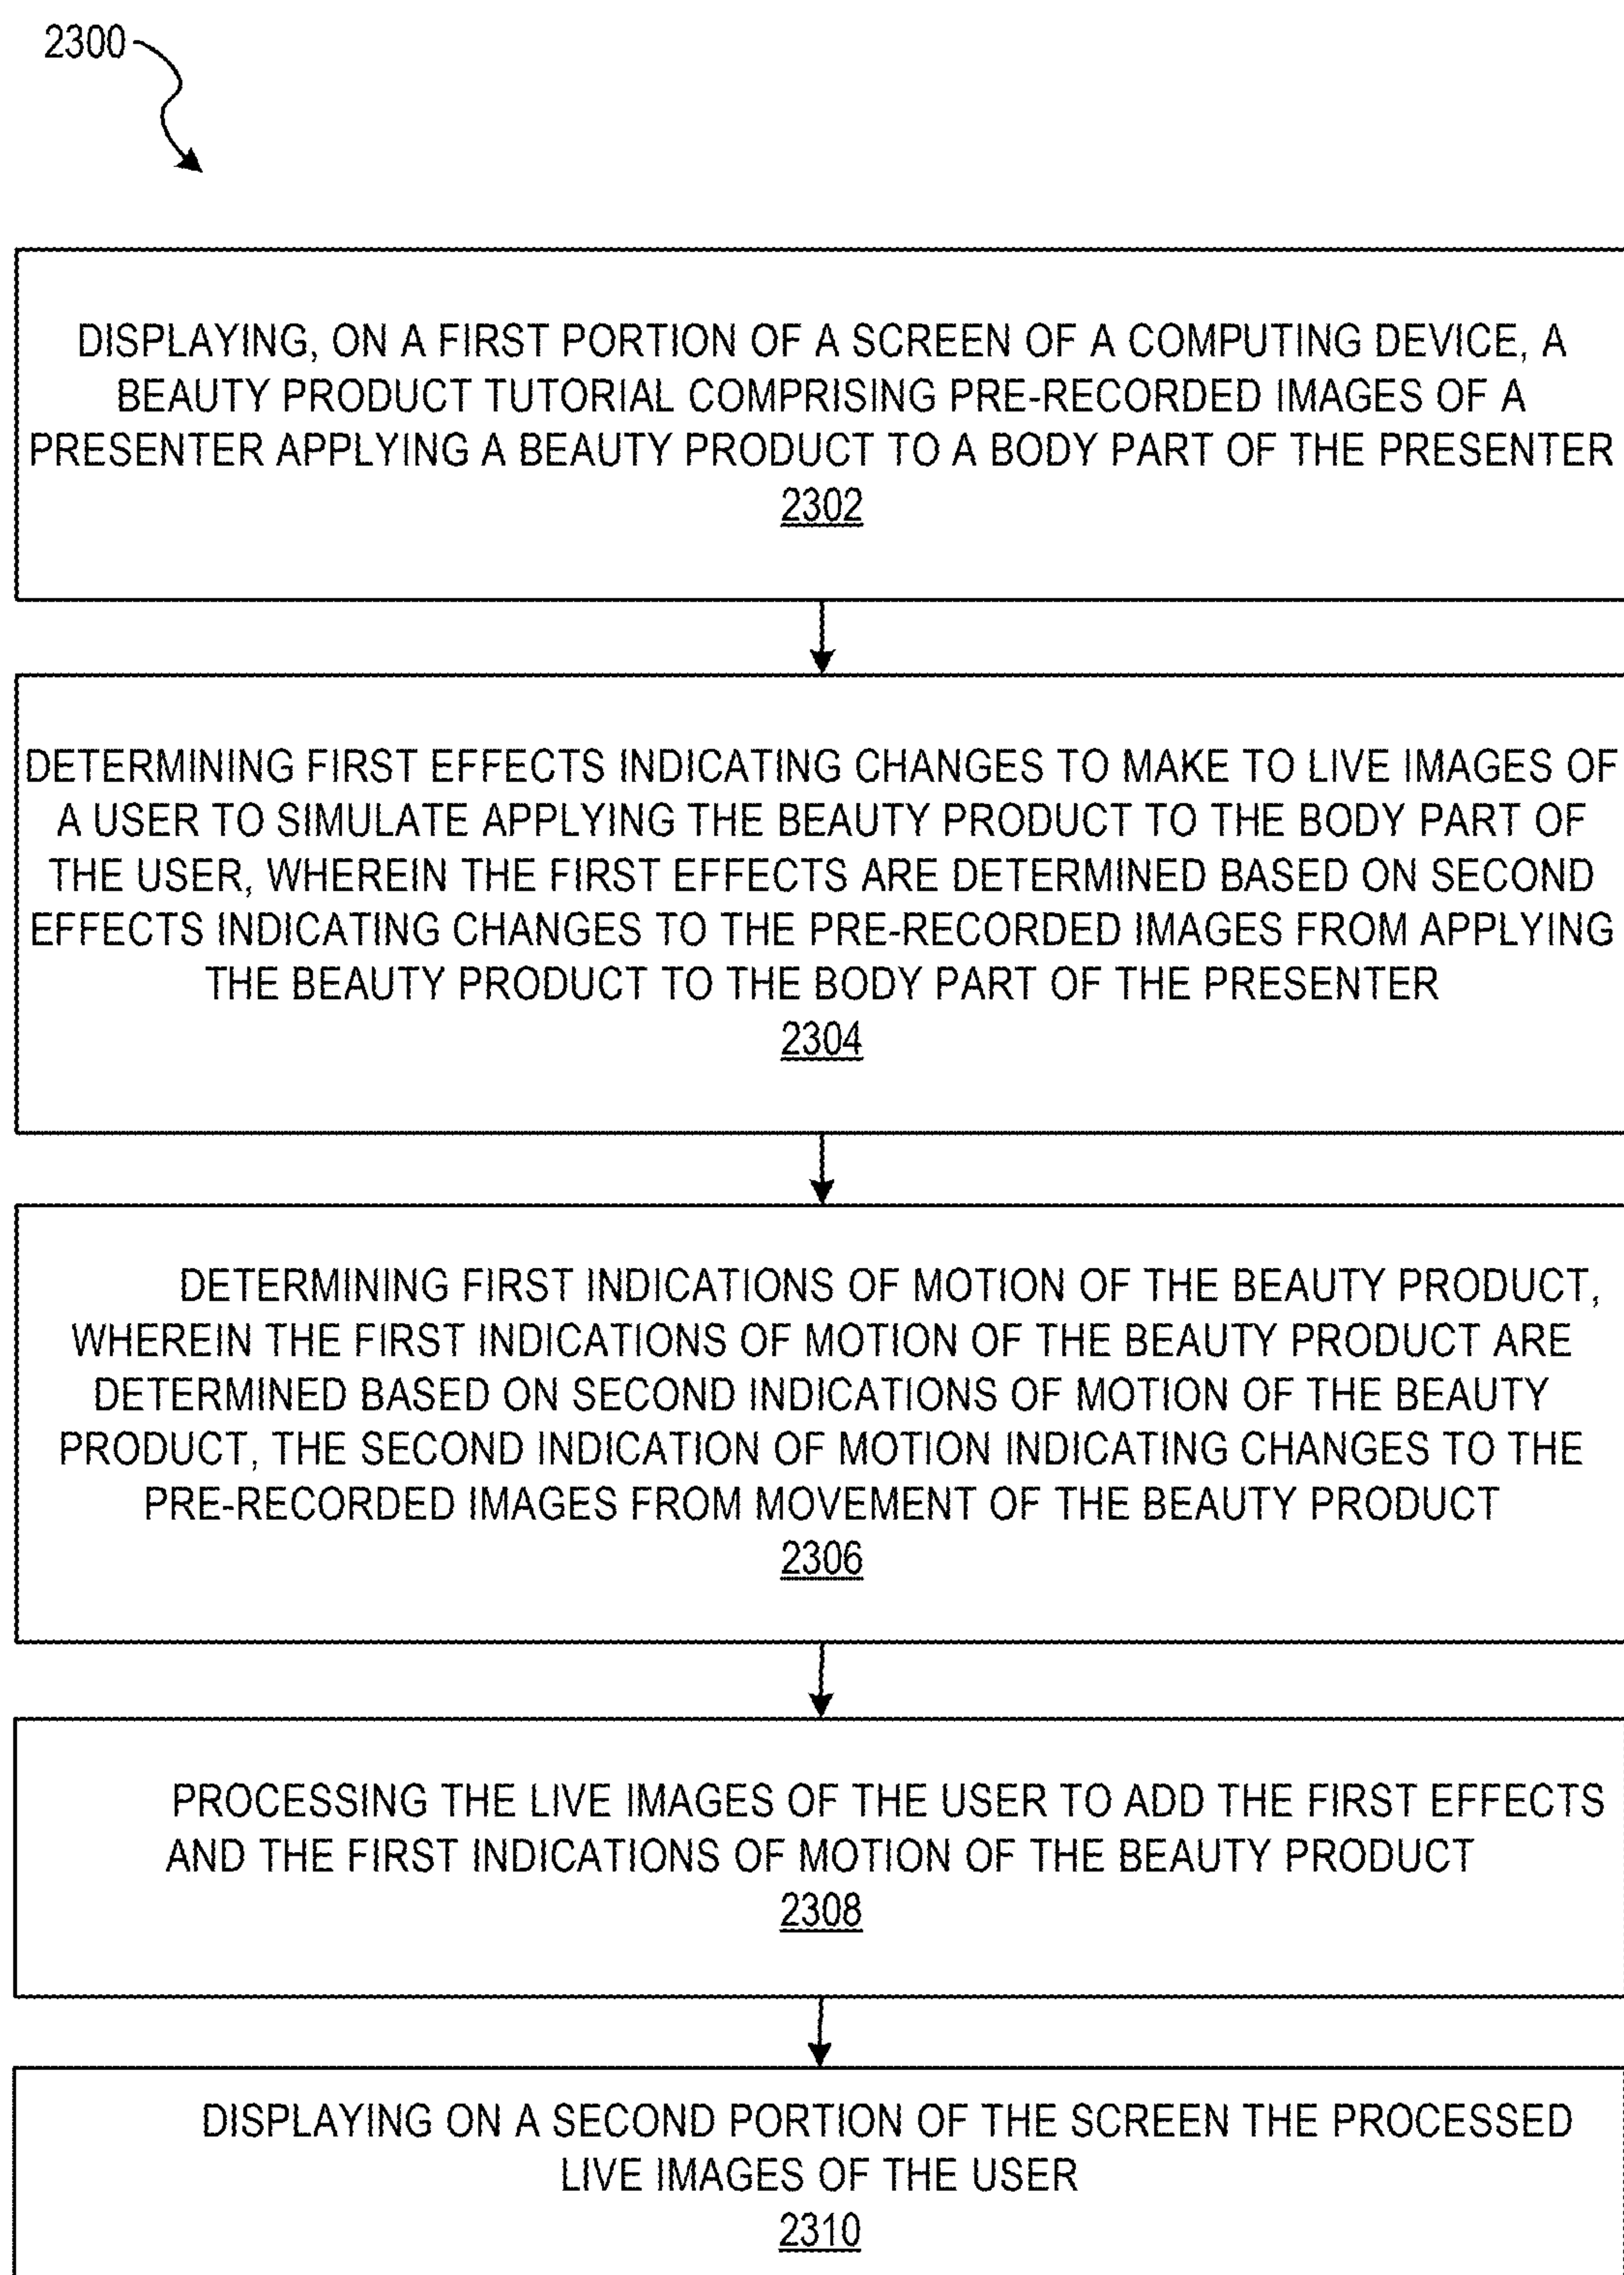 2300
DISPLAYING, ON A FIRST PORTION OF A SCREEN OF A COMPUTING DEVICE, A
BEAUTY PRODUCT TUTORIAL COMPRISING PRE-RECORDED IMAGES OF A
PRESENTER APPLYING A BEAUTY PRODUCT TO A BODY PART OF THE PRESENTER
2302
DETERMINING FIRST EFFECTS INDICATING CHANGES TO MAKE TO LIVE IMAGES OF
A USER TO SIMULATE APPLYING THE BEAUTY PRODUCT TO THE BODY PART OF
THE USER, WHEREIN THE FIRST EFFECTS ARE DETERMINED BASED ON SECOND
EFFECTS INDICATING CHANGES TO THE PRE-RECORDED IMAGES FROM APPLYING
THE BEAUTY PRODUCT TO THE BODY PART OF THE PRESENTER
2304
DETERMINING FIRST INDICATIONS OF MOTION OF THE BEAUTY PRODUCT,
WHEREIN THE FIRST INDICATIONS OF MOTION OF THE BEAUTY PRODUCT ARE
DETERMINED BASED ON SECOND INDICATIONS OF MOTION OF THE BEAUTY
PRODUCT, THE SECOND INDICATION OF MOTION INDICATING CHANGES TO THE
PRE-RECORDED IMAGES FROM MOVEMENT OF THE BEAUTY PRODUCT
2306
PROCESSING THE LIVE IMAGES OF THE USER TO ADD THE FIRST EFFECTS
AND THE FIRST INDICATIONS OF MOTION OF THE BEAUTY PRODUCT
2308
DISPLAYING ON A SECOND PORTION OF THE SCREEN THE PROCESSED
LIVE IMAGES OF THE USER
2310